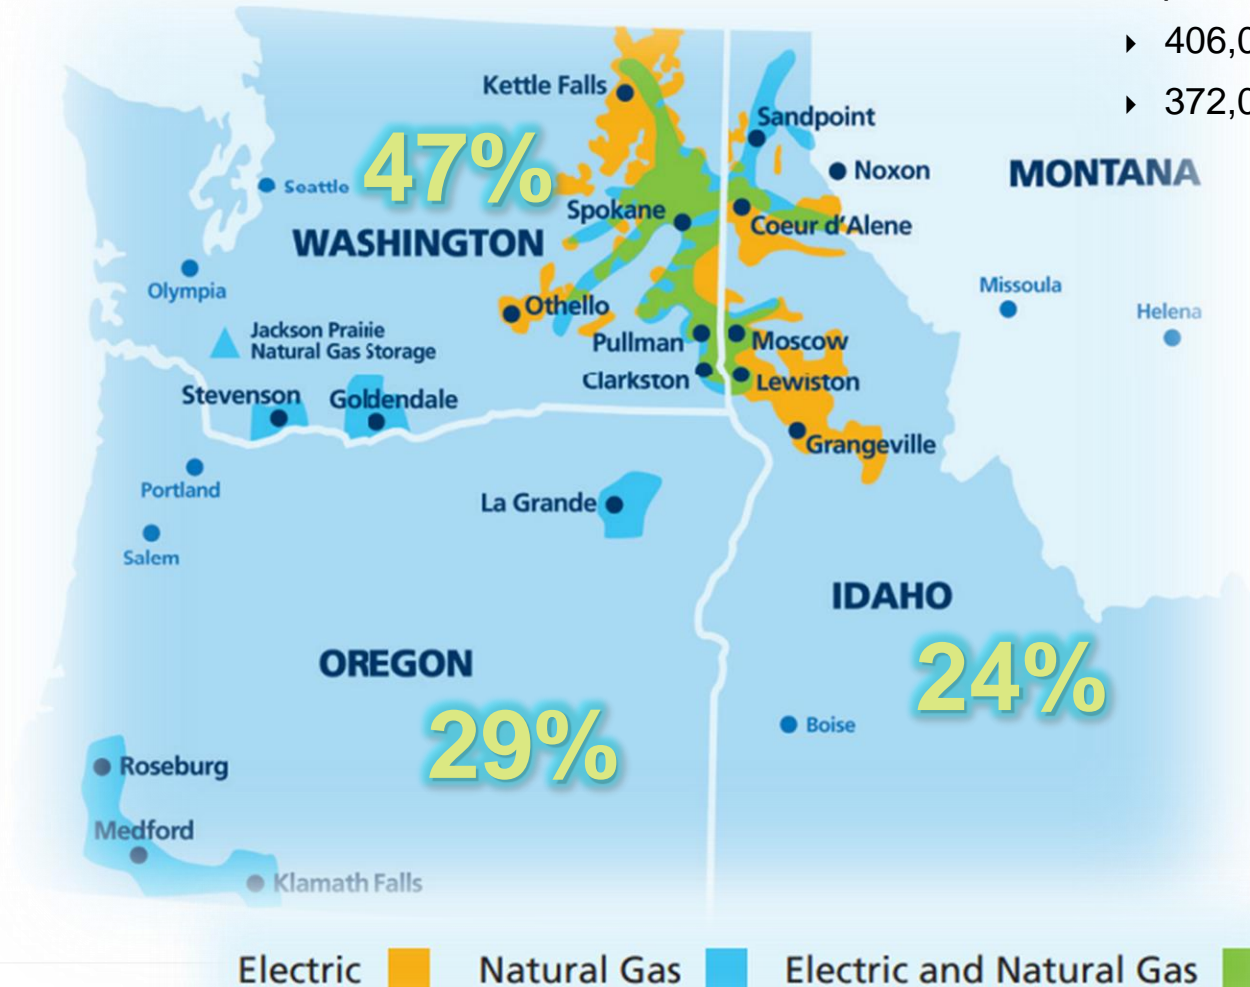 406,0
372,0
Kettle Falls
Sandpoint
47%
Noxon
MONTANA
Seattle
Spokane
Coeur d'Alene
WASHINGTON
Olympia
Missoula
Othello
Helena
Jackson Prairie
Natural Gas Storage
Pullman
Moscow
Clarkston
Lewiston
Stevenson
Goldendale
Grangeville
Portland
La Grande
Salem
IDAHO
OREGON
24%
29%
Boise
Roseburg
Medford
Klamath Falls
Electric
Natural Gas
Electric and Natural Gas